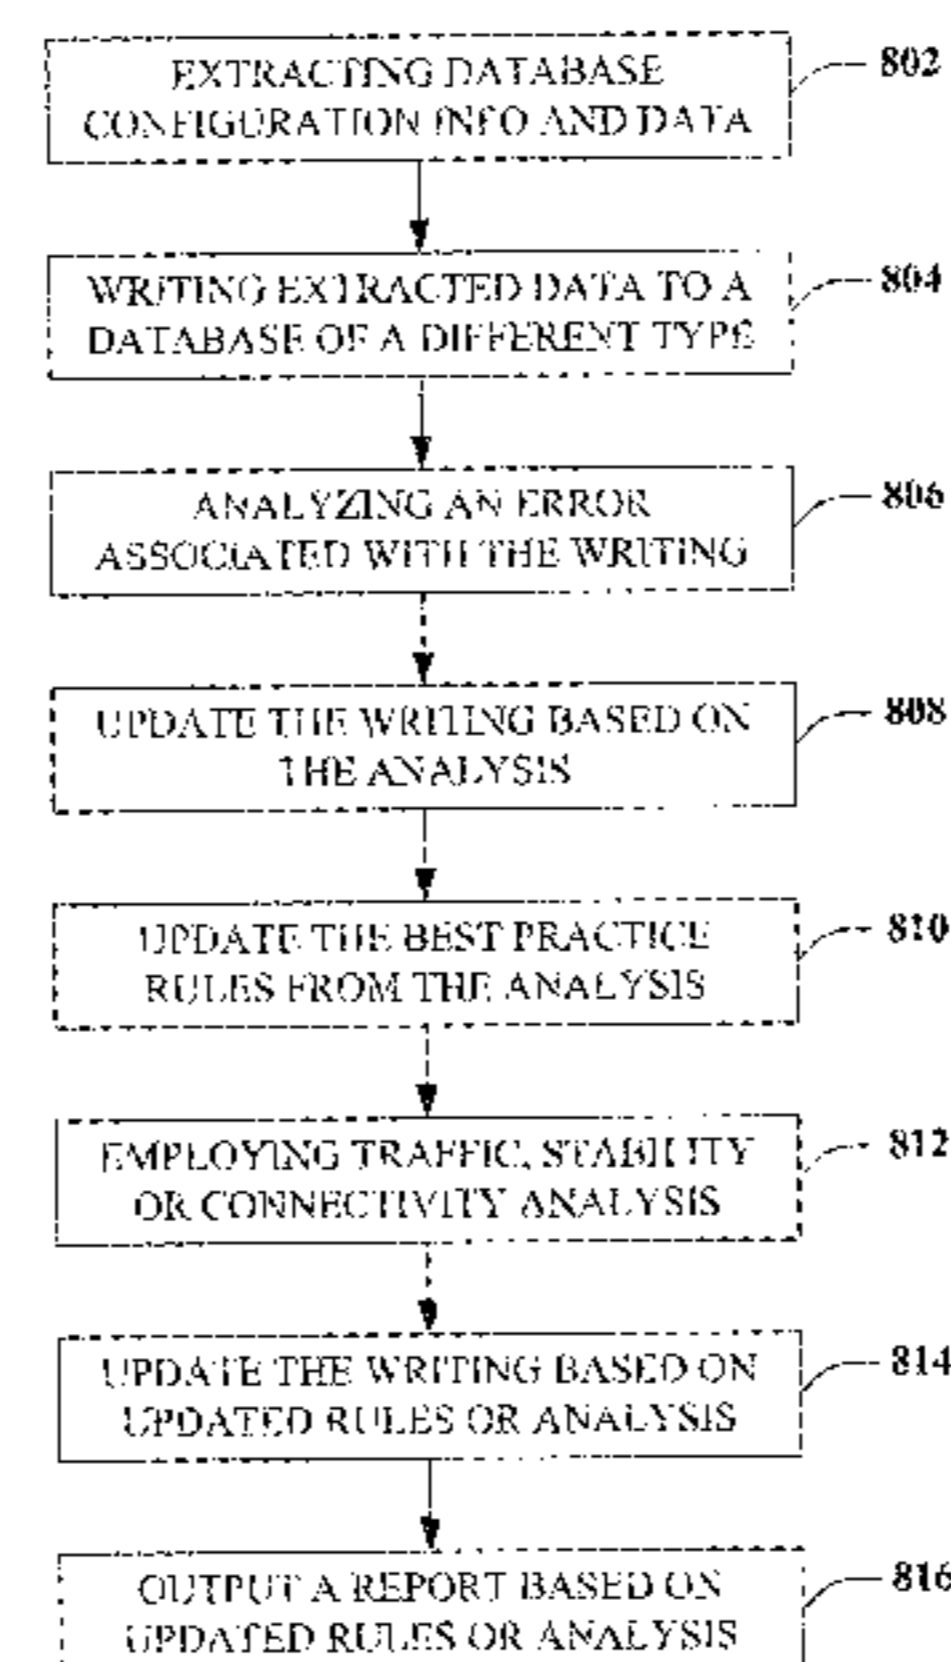 EXTRACTING DATABASE
CONFIGURATION INFO AND DATA
802
WRITING EXTRACTED DATA TO A
DATABASE OF A DIFFERENT TYPE
804
ANALYZING AN ERROR
ASSOCIATED WITH THE WRITING
806
UPDATE THE WRITING BASED ON
THE ANALYSIS
808
UPDATE THE BEST PRACTICE
RULES FROM THE ANALYSIS
810
EMPLOYING TRAFFIC, STABILITY
OR CONNECTIVITY ANALYSIS
812
UPDATE THE WRITING BASED ON
UPDATED RULES OR ANALYSIS
814
OUTPUT A REPORT BASED ON
UPDATED RULES OR ANALYSIS
816